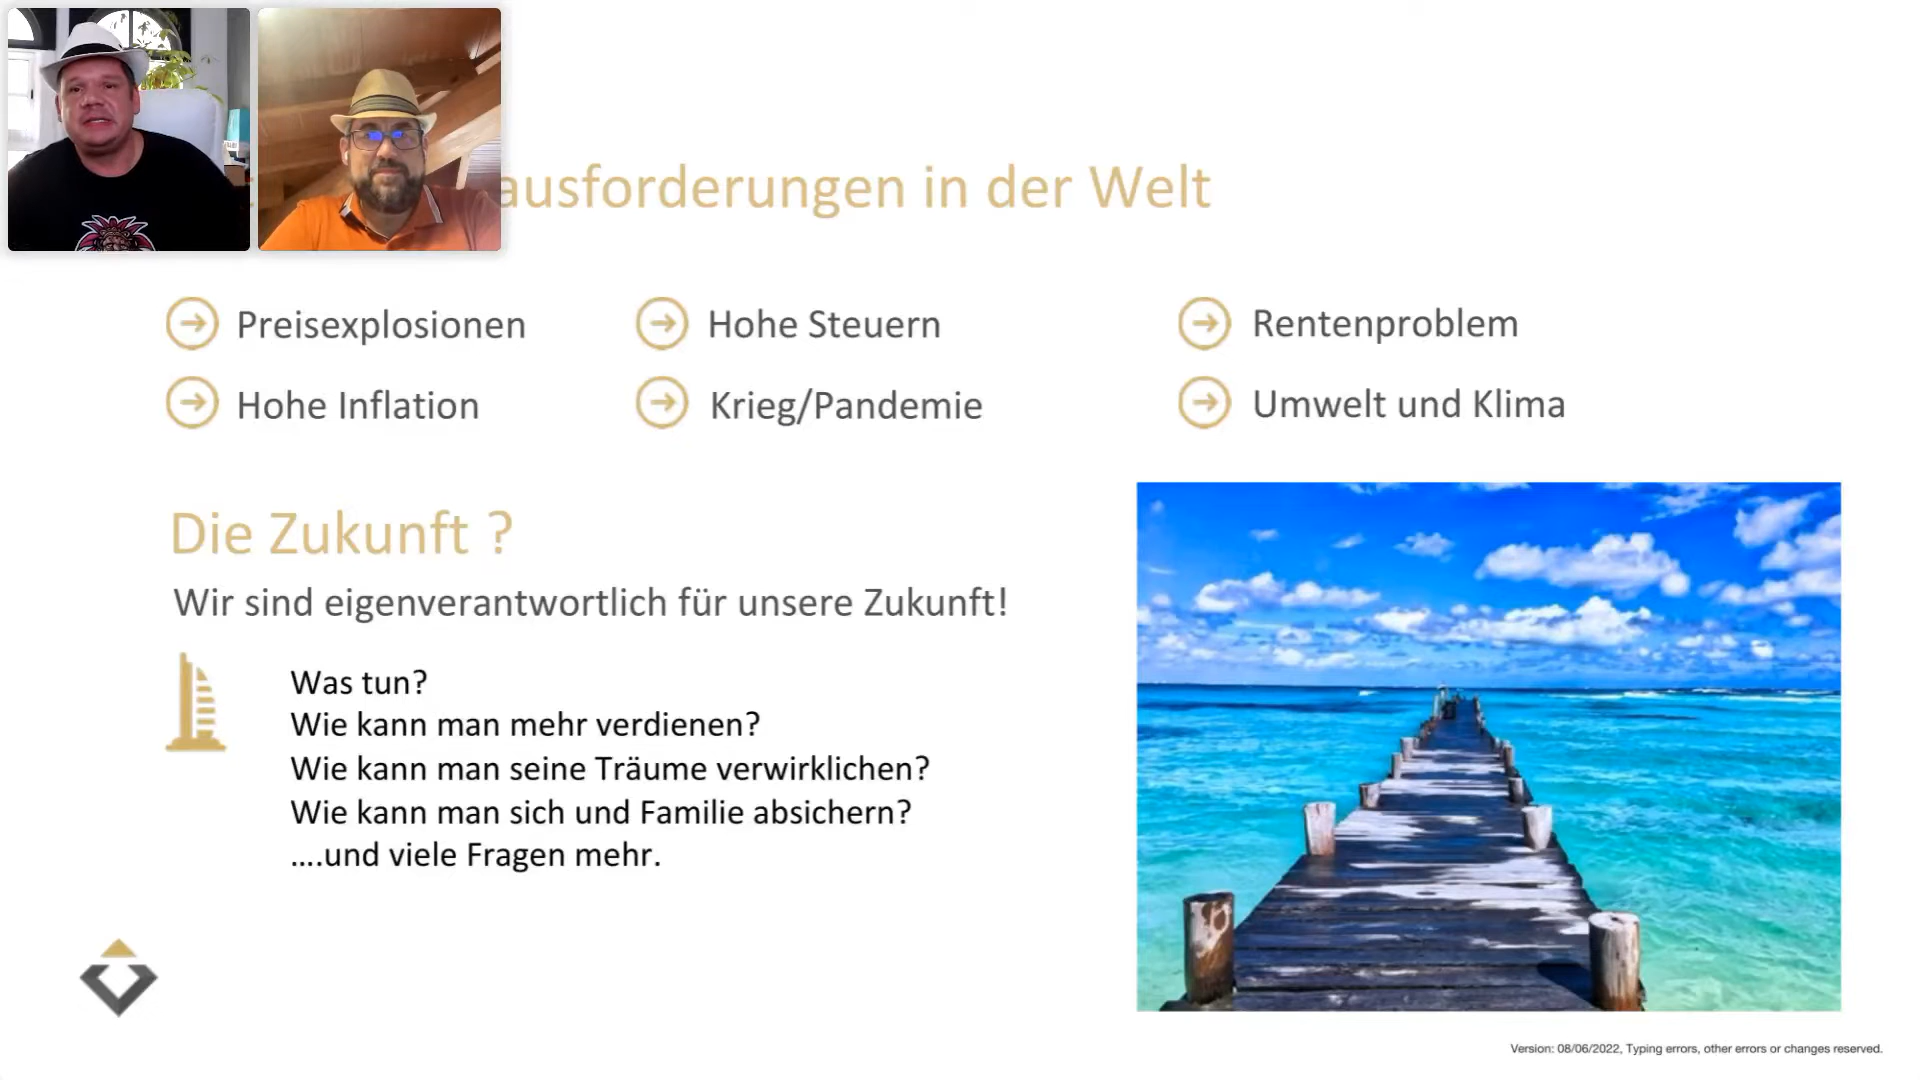 ausforderungen in der Welt
Preisexplosionen
Hohe Steuern
Rentenproblem
Hohe Inflation
Krieg/Pandemie
Umwelt und Klima
Die Zukunft ?
Wir sind eigenverantwortlich für unsere Zukunft!
Was tun?
Wie kann man mehr verdienen?
Wie kann man seine Träume verwirklichen?
Wie kann man sich und Familie absichern?
....und viele Fragen mehr.
Version: 08/06/2022, Typing errors, other errors or changes reserved.